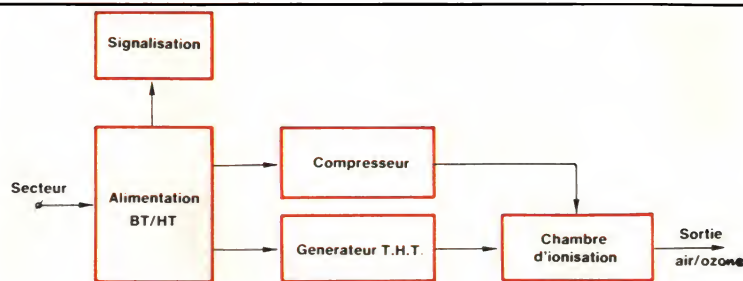 Signalisation
Secteur
Alimentation
BT/HT
Compresseur
Generateur T.H.T.
Chambre
d'ionisation
Sortie
air/ozone